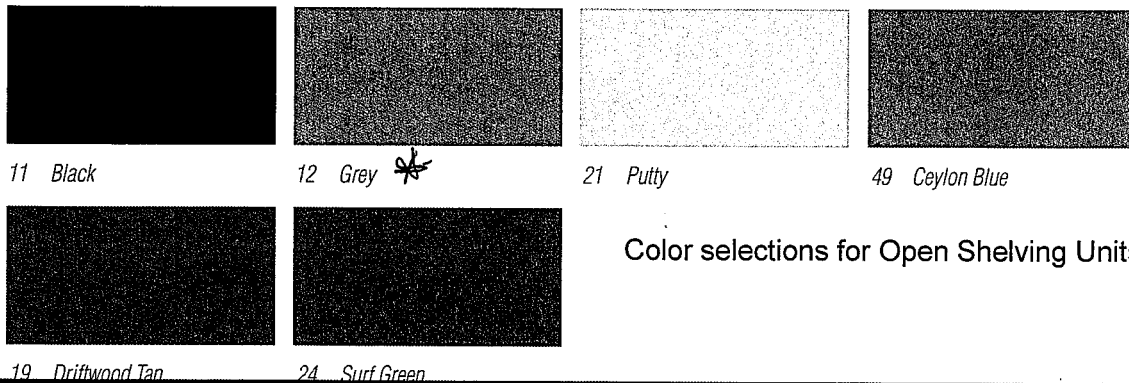 11 Black
12 Grey
21 Putty
49 Ceylon Blue
Color selections for Open Shelving Units
19 Driftwood Tan
24 Surf Green